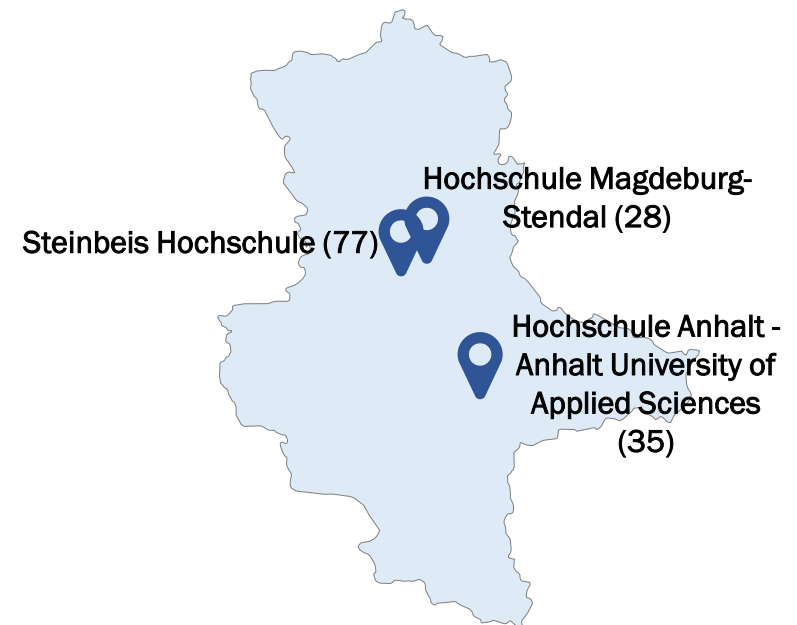 Hochschule Magdeburg-
Stendal (28)
Steinbeis Hochschule (77)
Hochschule Anhalt -
Anhalt University of
Applied Sciences
(35)